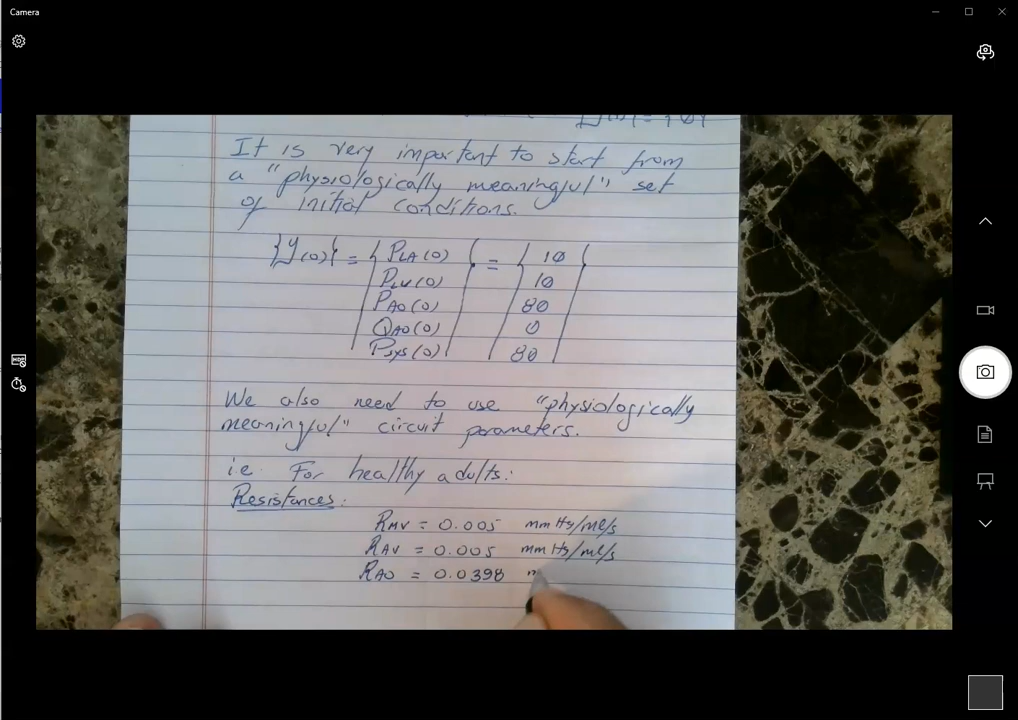 Camera
It is very important to start from
a "physiologically meaningful" set
of initial conditions.
{Y(0)} = { PLA(0) } = { 10 }
PLV(0) 10
PAO(0) 80
QAO(0) 0
PSYS(0) 80
We also need to use "physiologically
meaningful" circuit parameters.
i.e. For healthy adults:
Resistances:
RMV = 0.005 mmHg/ml/s
RAV = 0.005 mmHg/ml/s
RAO = 0.0398 m